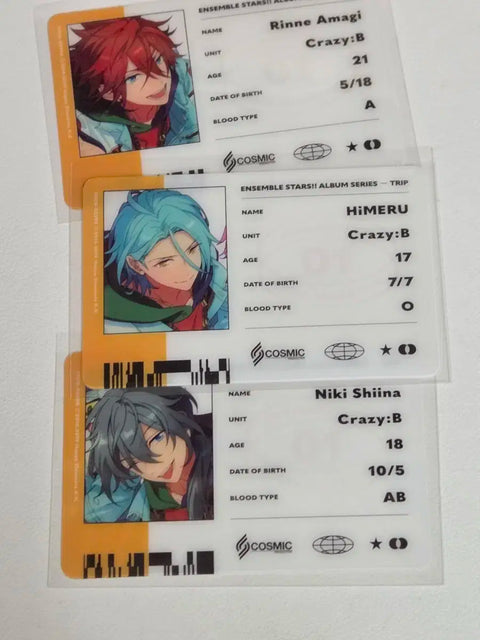 ENSEMBLE STARS!! ALBUM
NAME Rinne Amagi
UNIT Crazy:B
AGE 21
DATE OF BIRTH 5/18
BLOOD TYPE A
COSMIC
ENSEMBLE STARS!! ALBUM SERIES — TRIP
NAME HiMERU
UNIT Crazy:B
AGE 17
DATE OF BIRTH 7/7
BLOOD TYPE O
COSMIC
NAME Niki Shiina
UNIT Crazy:B
AGE 18
DATE OF BIRTH 10/5
BLOOD TYPE AB
COSMIC